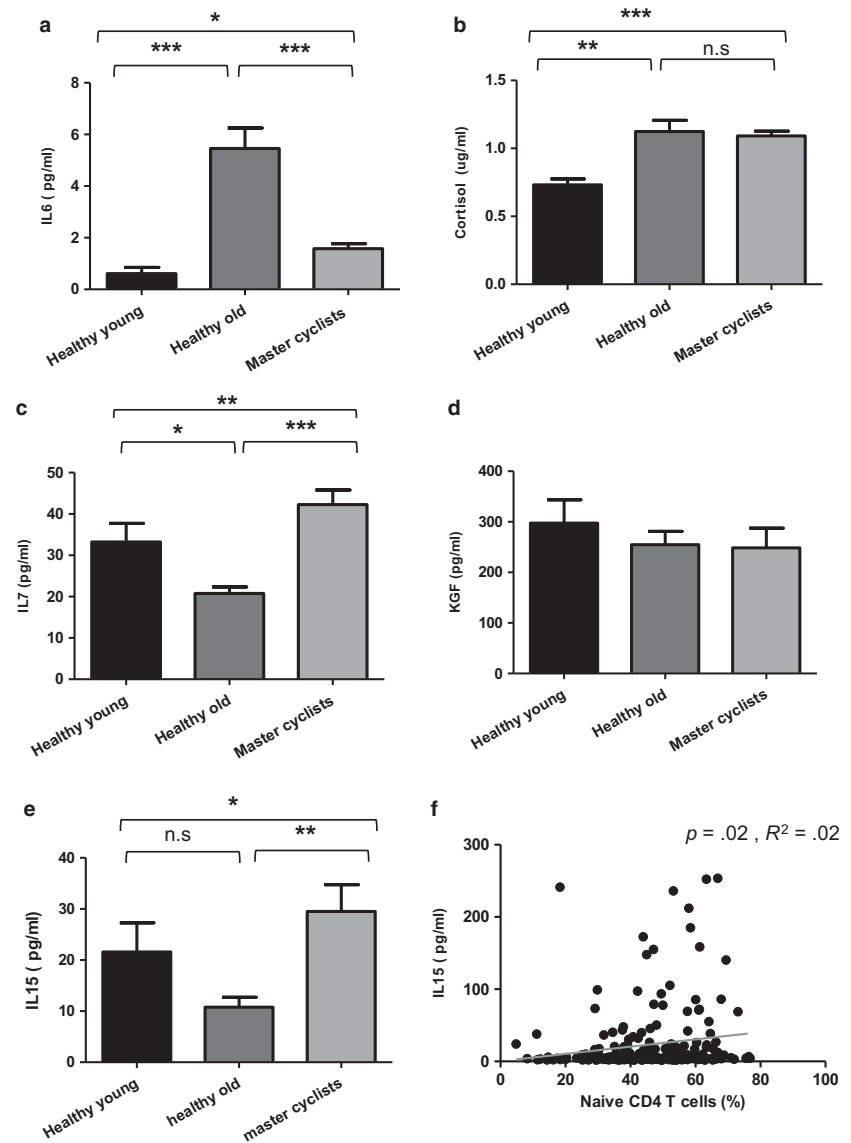 a
*
***
***
8
6
4
2
0
IL6 ( pg/ml)
Healthy young
Healthy old
Master cyclists
b
***
**
n.s
1.5
1.0
0.5
0.0
Cortisol (ug/ml)
Healthy young
Healthy old
Master cyclists
c
**
*
***
50
40
30
20
10
0
IL7 (pg/ml)
Healthy young
Healthy old
Master cyclists
d
400
300
200
100
0
KGF (pg/ml)
Healthy young
Healthy old
Master cyclists
e
*
n.s
**
40
30
20
10
0
IL15 ( pg/ml)
Healthy young
healthy old
master cyclists
f
p = .02 , R² = .02
300
200
100
0
IL15 ( pg/ml)
0 20 40 60 80 100
Naive CD4 T cells (%)